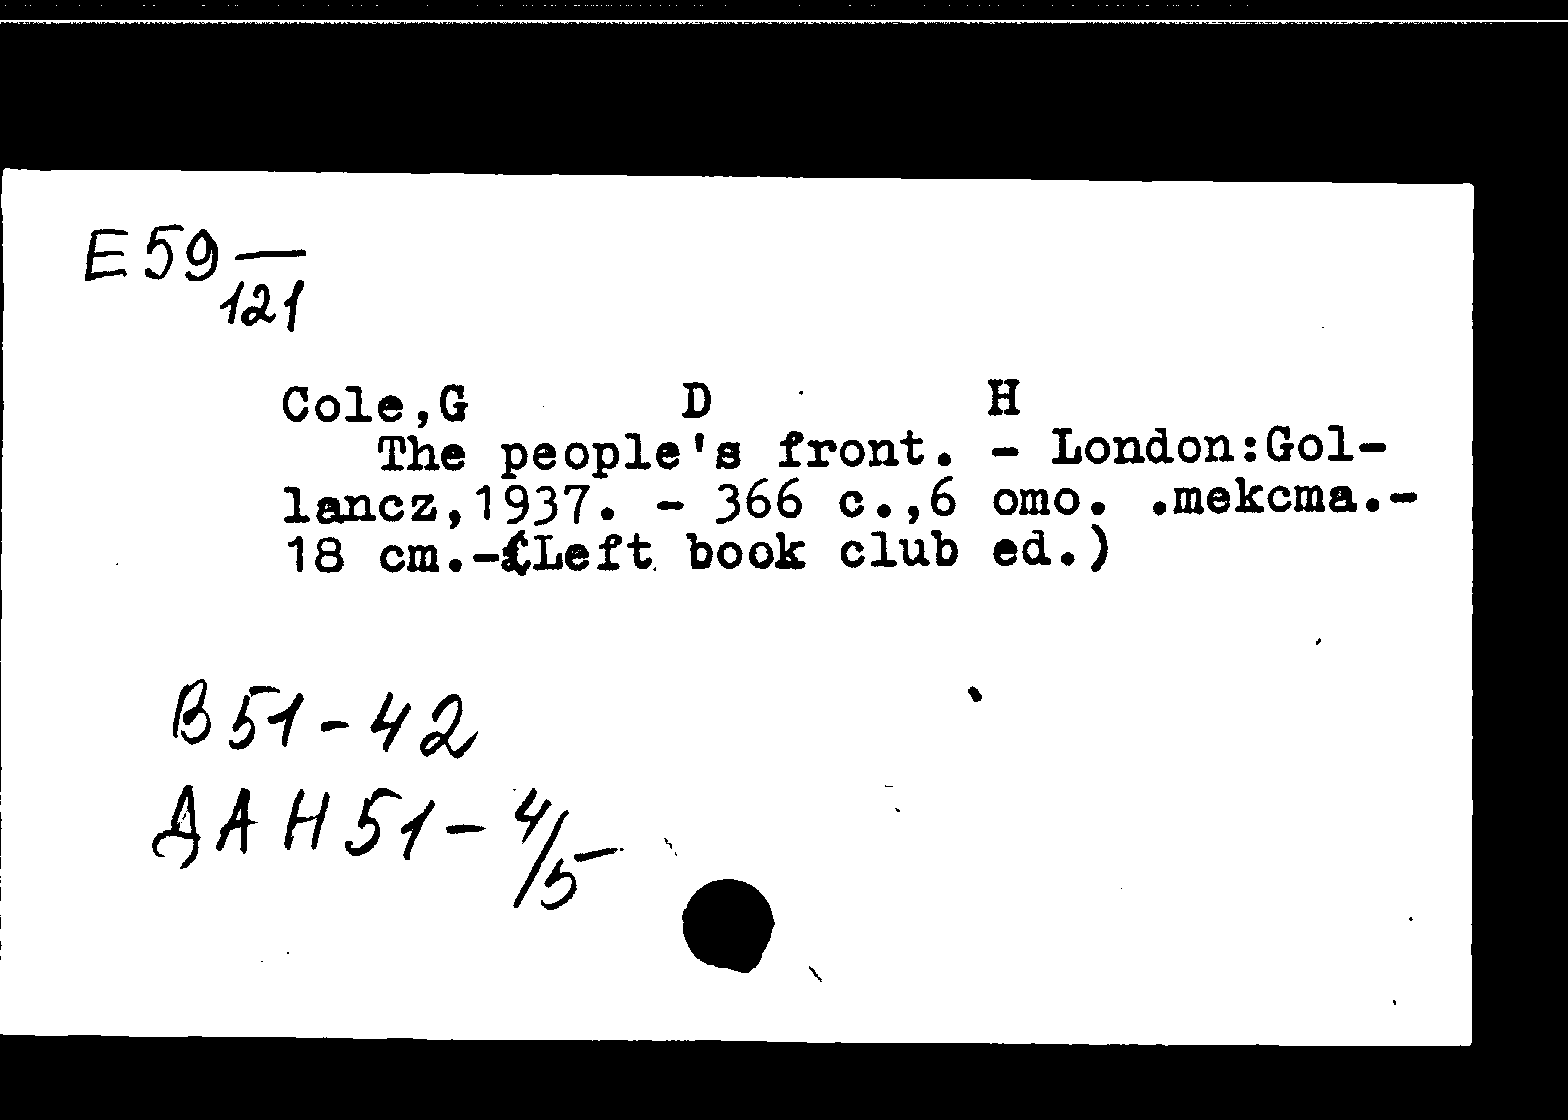 E59—
121
Cole,G D H
The people's front. - London:Gol-
lancz,1937. - 366 c.,6 omo. .mekcma.-
18 cm.-(Left book club ed.)
B51-42
ДАН51-4/5